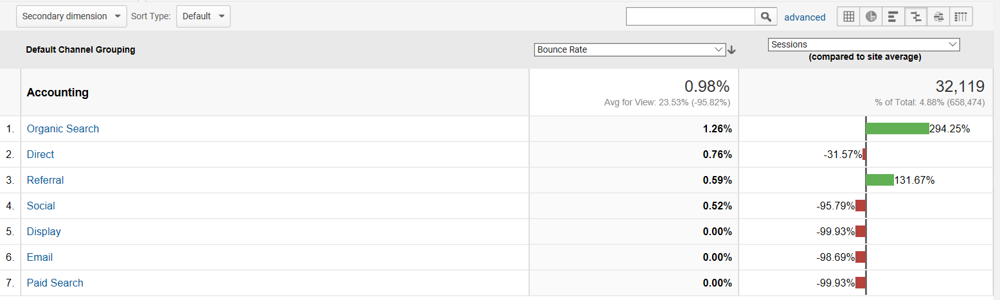 Secondary dimension Sort Type: Default advanced
Default Channel Grouping Bounce Rate Sessions
(compared to site average)
Accounting 0.98% 32,119
Avg for View: 23.53% (-95.82%) % of Total: 4.88% (658,474)
1. Organic Search 1.26% 294.25%
2. Direct 0.76% -31.57%
3. Referral 0.59% 131.67%
4. Social 0.52% -95.79%
5. Display 0.00% -99.93%
6. Email 0.00% -98.69%
7. Paid Search 0.00% -99.93%